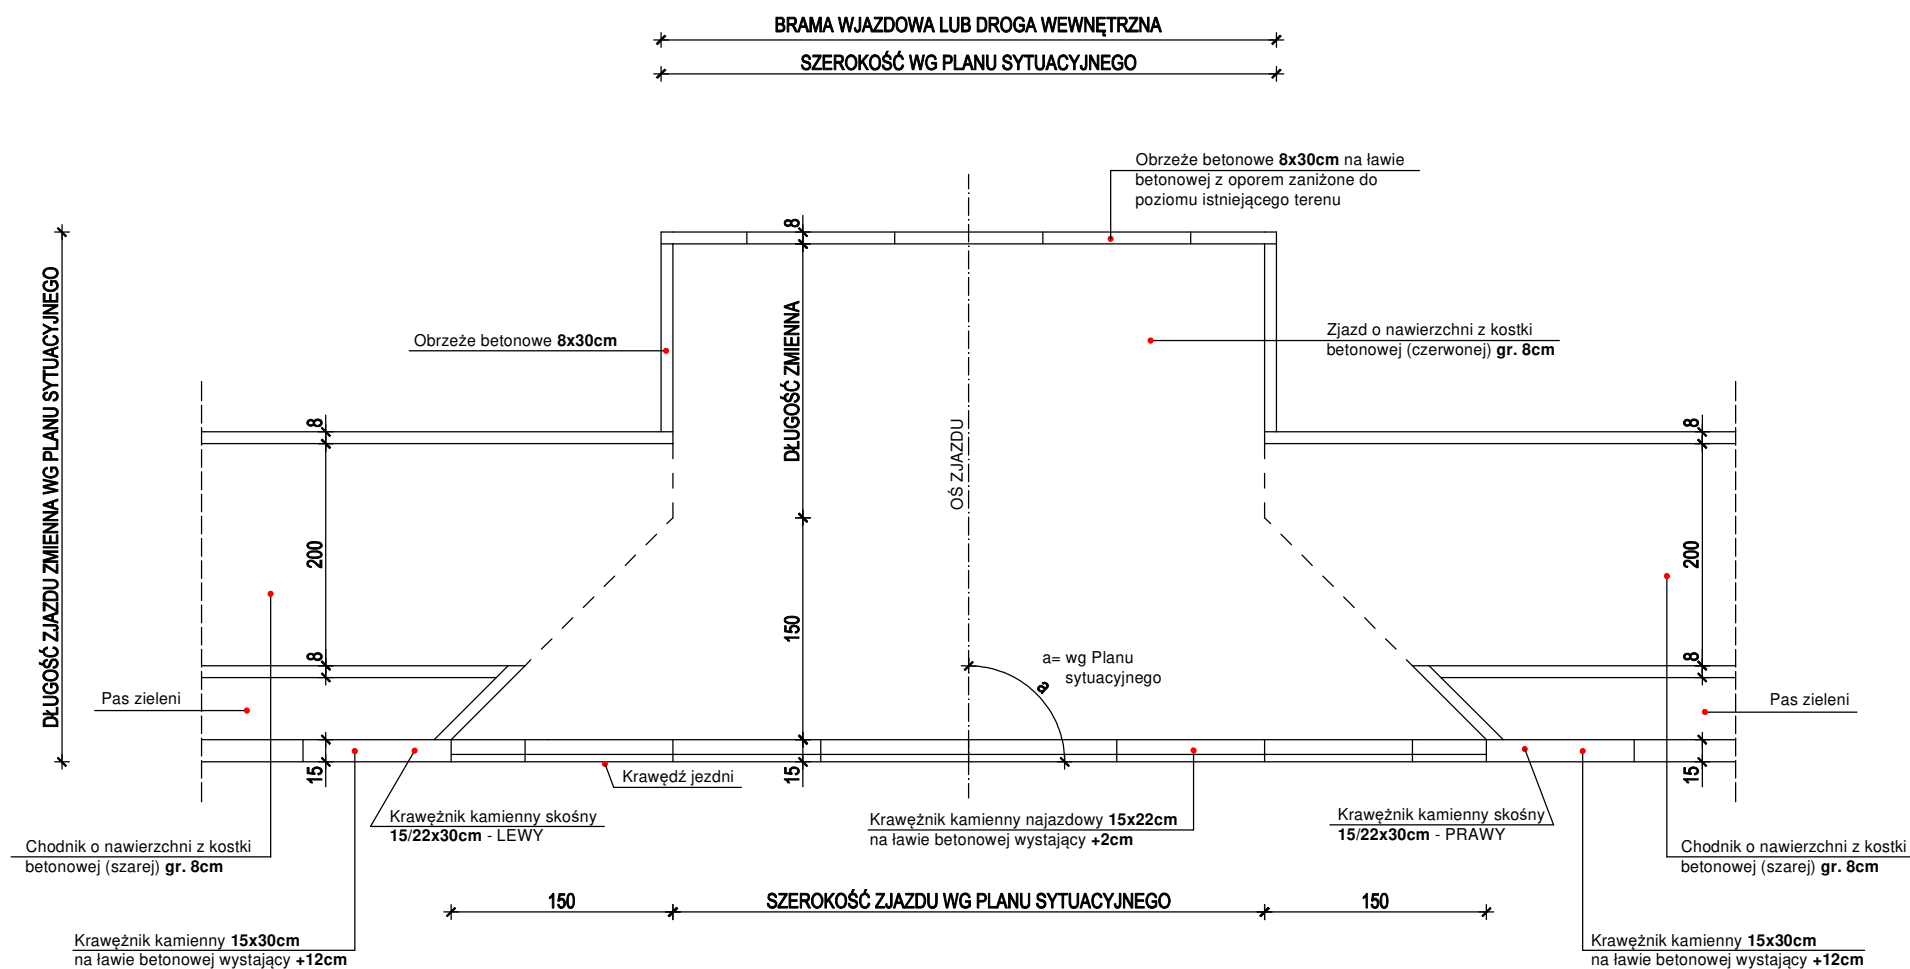 BRAMA WJAZDOWA LUB DROGA WEWNĘTRZNA
SZEROKOŚĆ WG PLANU SYTUACYJNEGO
Obrzeże betonowe 8x30cm na ławie
betonowej z oporem zaniżone do
poziomu istniejącego terenu
8
DŁUGOŚĆ ZJAZDU ZMIENNA WG PLANU SYTUACYJNEGO
DŁUGOŚĆ ZMIENNA
Obrzeże betonowe 8x30cm
Zjazd o nawierzchni z kostki
betonowej (czerwonej) gr. 8cm
OŚ ZJAZDU
8
8
200
200
150
8
8
a= wg Planu
sytuacyjnego
a
Pas zieleni
Pas zieleni
15
15
15
Krawędź jezdni
Krawężnik kamienny skośny
15/22x30cm - LEWY
Krawężnik kamienny najazdowy 15x22cm
na ławie betonowej wystający +2cm
Krawężnik kamienny skośny
15/22x30cm - PRAWY
Chodnik o nawierzchni z kostki
betonowej (szarej) gr. 8cm
Chodnik o nawierzchni z kostki
betonowej (szarej) gr. 8cm
150
SZEROKOŚĆ ZJAZDU WG PLANU SYTUACYJNEGO
150
Krawężnik kamienny 15x30cm
na ławie betonowej wystający +12cm
Krawężnik kamienny 15x30cm
na ławie betonowej wystający +12cm